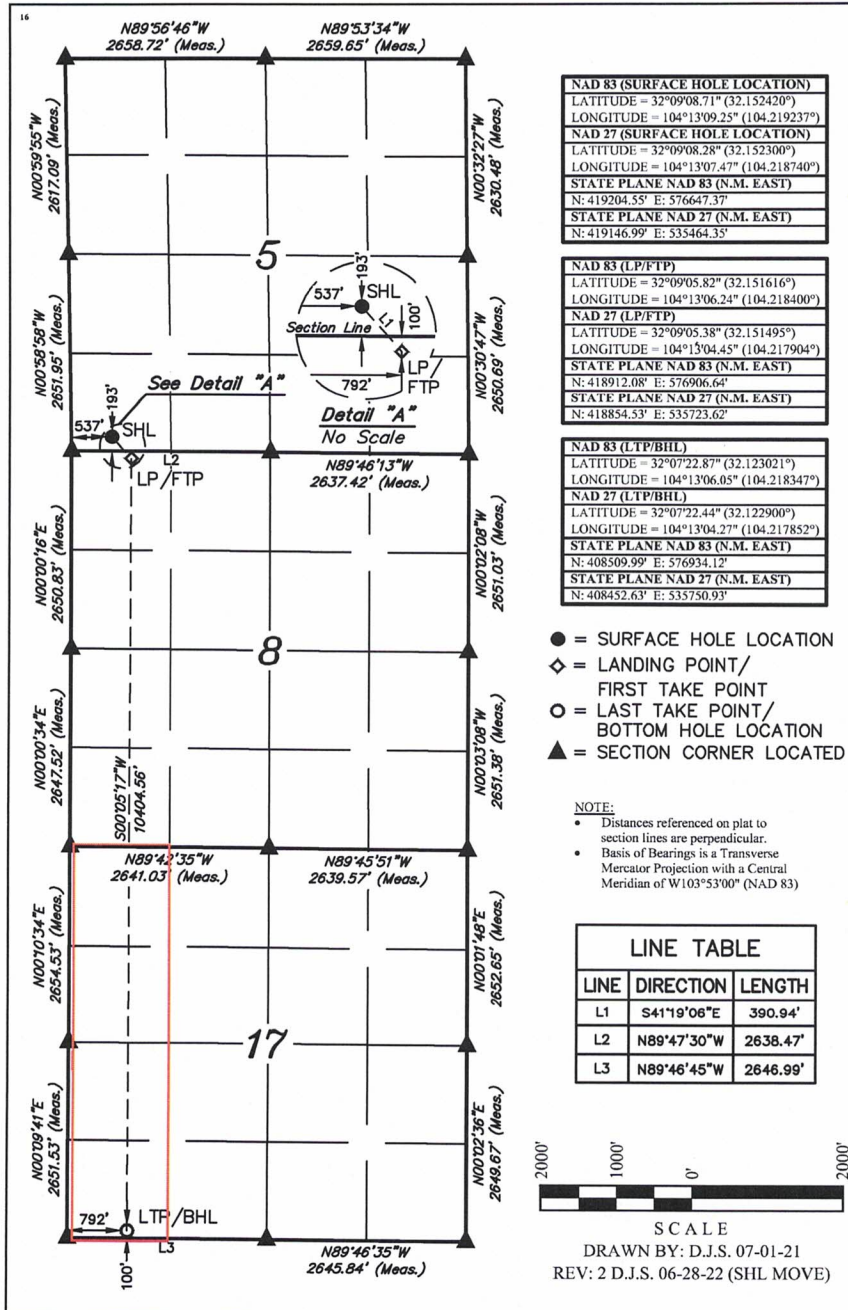 16
N89°56'46"W
2658.72' (Meas.)
N89°53'34"W
2659.65' (Meas.)
N00°59'55"W
2617.09' (Meas.)
N00°32'27"W
2630.48' (Meas.)
5
193'
537'
SHL
L1
100'
Section Line
LP /
FTP
792'
Detail "A"
No Scale
N00°58'58"W
2651.95' (Meas.)
N00°30'47"W
2650.69' (Meas.)
See Detail "A"
193'
537'
SHL
L2
LP/FTP
N89°46'13"W
2637.42' (Meas.)
N00°00'16"E
2650.83' (Meas.)
N00°02'08"W
2651.03' (Meas.)
8
N00°00'34"E
2647.52' (Meas.)
S00°05'17"W
10404.56'
N00°03'08"W
2651.38' (Meas.)
N89°42'35"W
2641.03' (Meas.)
N89°45'51"W
2639.57' (Meas.)
N00°10'34"E
2654.53' (Meas.)
N00°01'48"E
2652.65' (Meas.)
17
N00°09'41"E
2651.53' (Meas.)
N00°02'36"E
2649.67' (Meas.)
792'
LTP/BHL
L3
100'
N89°46'35"W
2645.84' (Meas.)
NAD 83 (SURFACE HOLE LOCATION)
LATITUDE = 32°09'08.71" (32.152420°)
LONGITUDE = 104°13'09.25" (104.219237°)
NAD 27 (SURFACE HOLE LOCATION)
LATITUDE = 32°09'08.28" (32.152300°)
LONGITUDE = 104°13'07.47" (104.218740°)
STATE PLANE NAD 83 (N.M. EAST)
N: 419204.55' E: 576647.37'
STATE PLANE NAD 27 (N.M. EAST)
N: 419146.99' E: 535464.35'
NAD 83 (LP/FTP)
LATITUDE = 32°09'05.82" (32.151616°)
LONGITUDE = 104°13'06.24" (104.218400°)
NAD 27 (LP/FTP)
LATITUDE = 32°09'05.38" (32.151495°)
LONGITUDE = 104°13'04.45" (104.217904°)
STATE PLANE NAD 83 (N.M. EAST)
N: 418912.08' E: 576906.64'
STATE PLANE NAD 27 (N.M. EAST)
N: 418854.53' E: 535723.62'
NAD 83 (LTP/BHL)
LATITUDE = 32°07'22.87" (32.123021°)
LONGITUDE = 104°13'06.05" (104.218347°)
NAD 27 (LTP/BHL)
LATITUDE = 32°07'22.44" (32.122900°)
LONGITUDE = 104°13'04.27" (104.217852°)
STATE PLANE NAD 83 (N.M. EAST)
N: 408509.99' E: 576934.12'
STATE PLANE NAD 27 (N.M. EAST)
N: 408452.63' E: 535750.93'
= SURFACE HOLE LOCATION
= LANDING POINT/
FIRST TAKE POINT
= LAST TAKE POINT/
BOTTOM HOLE LOCATION
= SECTION CORNER LOCATED
NOTE:
• Distances referenced on plat to
section lines are perpendicular.
• Basis of Bearings is a Transverse
Mercator Projection with a Central
Meridian of W103°53'00" (NAD 83)
LINE TABLE
LINE DIRECTION LENGTH
L1 S41°19'06"E 390.94'
L2 N89°47'30"W 2638.47'
L3 N89°46'45"W 2646.99'
2000' 1000' 0' 2000'
SCALE
DRAWN BY: D.J.S. 07-01-21
REV: 2 D.J.S. 06-28-22 (SHL MOVE)